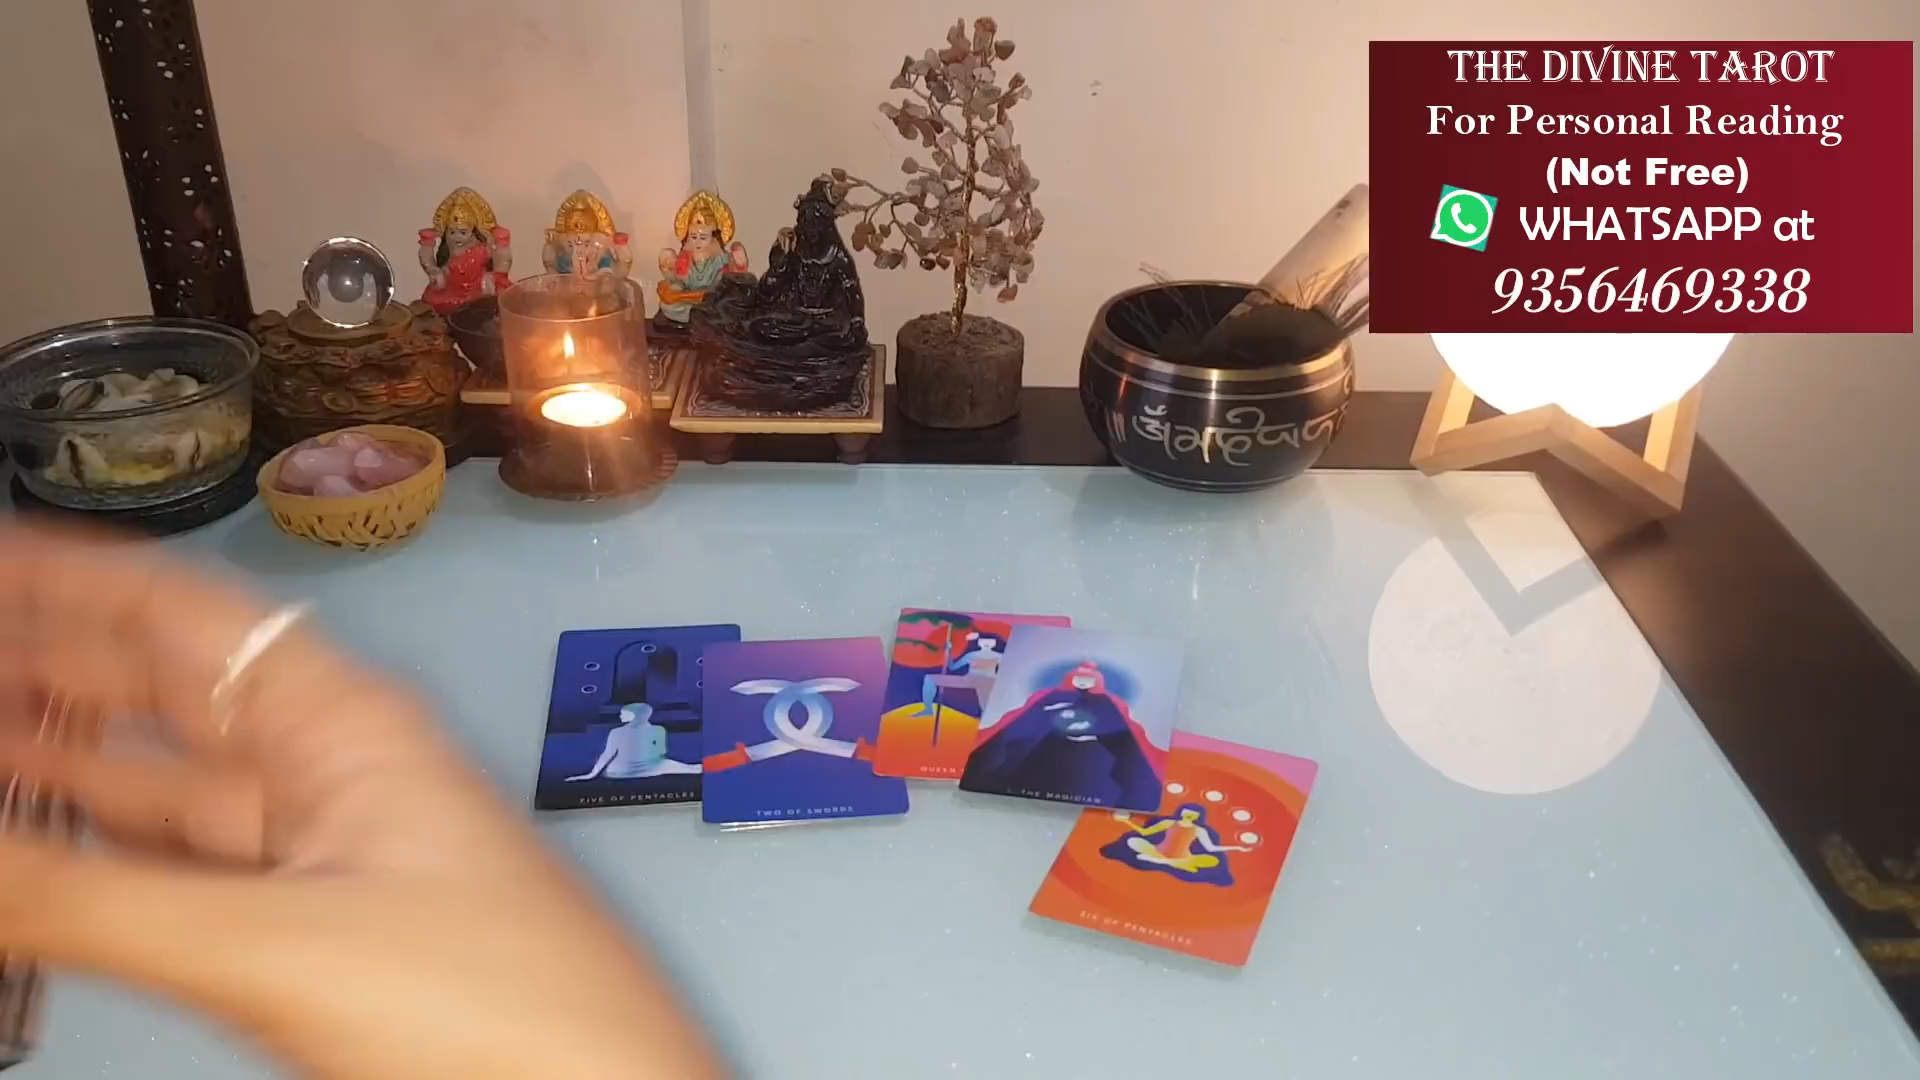 THE DIVINE TAROT
For Personal Reading
(Not Free)
WHATSAPP at
9356469338
FIVE OF PENTACLES
TWO OF SWORDS
QUEEN
I. THE MAGICIAN
SIX OF PENTACLES